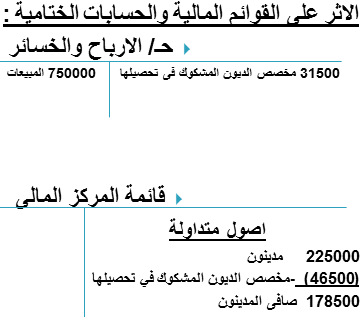 الاثر على القوائم المالية والحسابات الختامية :
حـ/ الارباح والخسائر
31500 مخصص الديون المشكوك فى تحصيلها 750000 المبيعات
قائمة المركز المالي
اصول متداولة
225000 مدينون
(46500) -مخصص الديون المشكوك في تحصيلها
178500 صافى المدينون